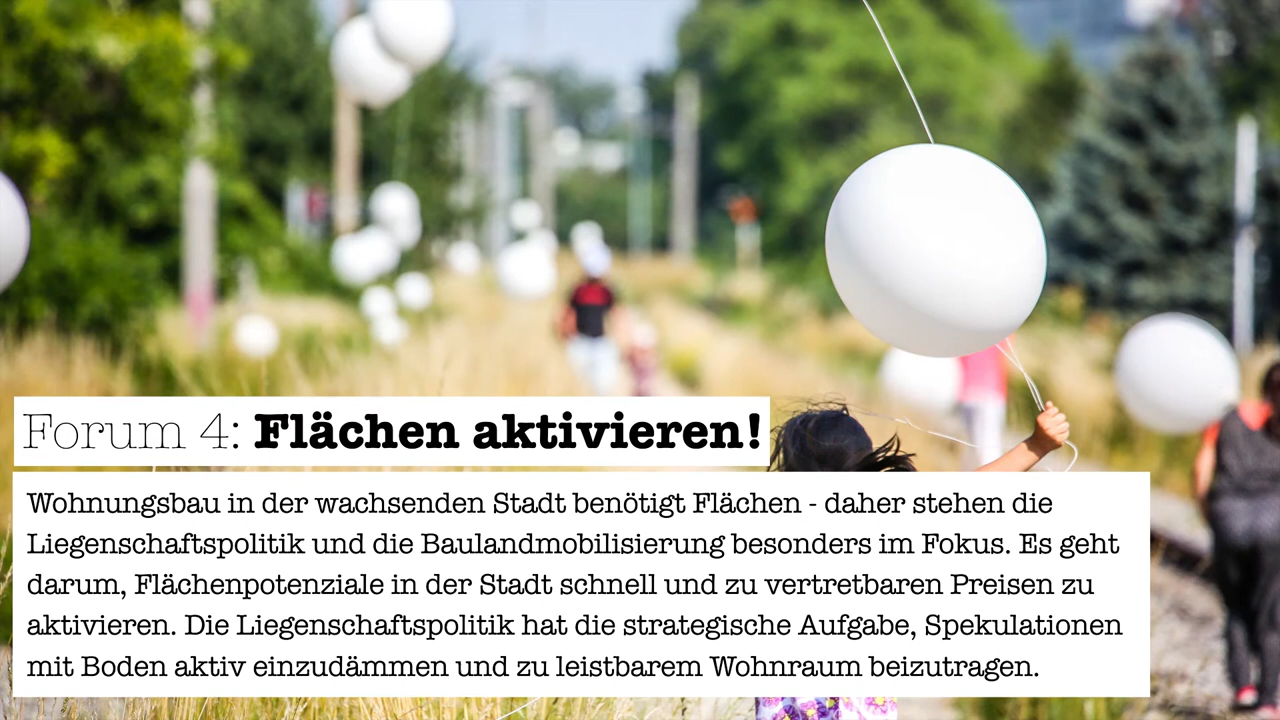 Forum 4: Flächen aktivieren!
Wohnungsbau in der wachsenden Stadt benötigt Flächen - daher stehen die
Liegenschaftspolitik und die Baulandmobilisierung besonders im Fokus. Es geht
darum, Flächenpotenziale in der Stadt schnell und zu vertretbaren Preisen zu
aktivieren. Die Liegenschaftspolitik hat die strategische Aufgabe, Spekulationen
mit Boden aktiv einzudämmen und zu leistbarem Wohnraum beizutragen.